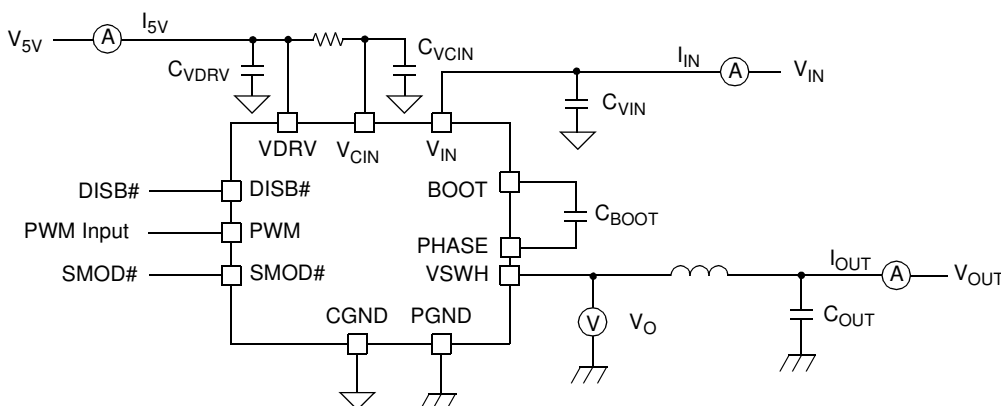 V5V
A
I5V
CVDRV
CVCIN
IIN
A
VIN
CVIN
VDRV
VCIN
VIN
DISB#
DISB#
BOOT
CBOOT
PWM Input
PWM
PHASE
SMOD#
SMOD#
VSWH
IOUT
A
VOUT
CGND
PGND
V
VO
COUT